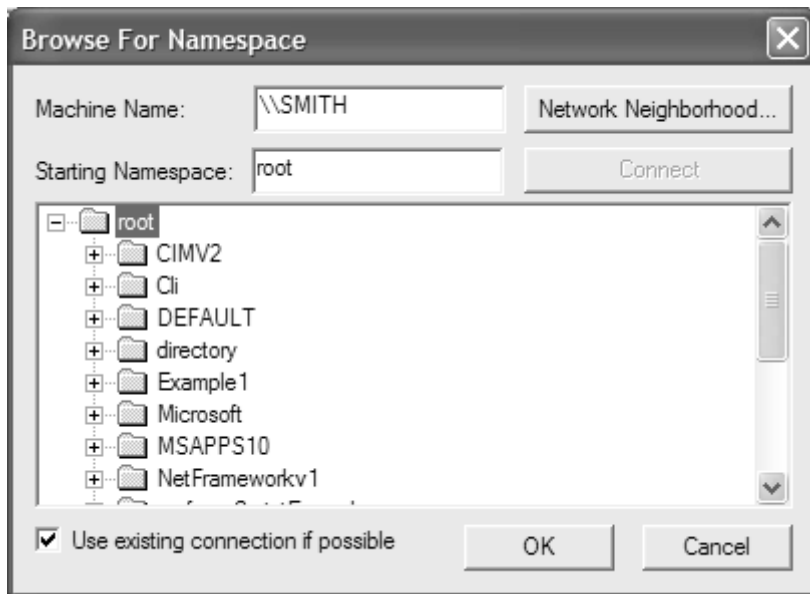 Browse For Namespace
Machine Name:
\\SMITH
Network Neighborhood...
Starting Namespace:
root
Connect
root
CIMV2
Cli
DEFAULT
directory
Example1
Microsoft
MSAPPS10
NetFrameworkv1
Use existing connection if possible
OK
Cancel